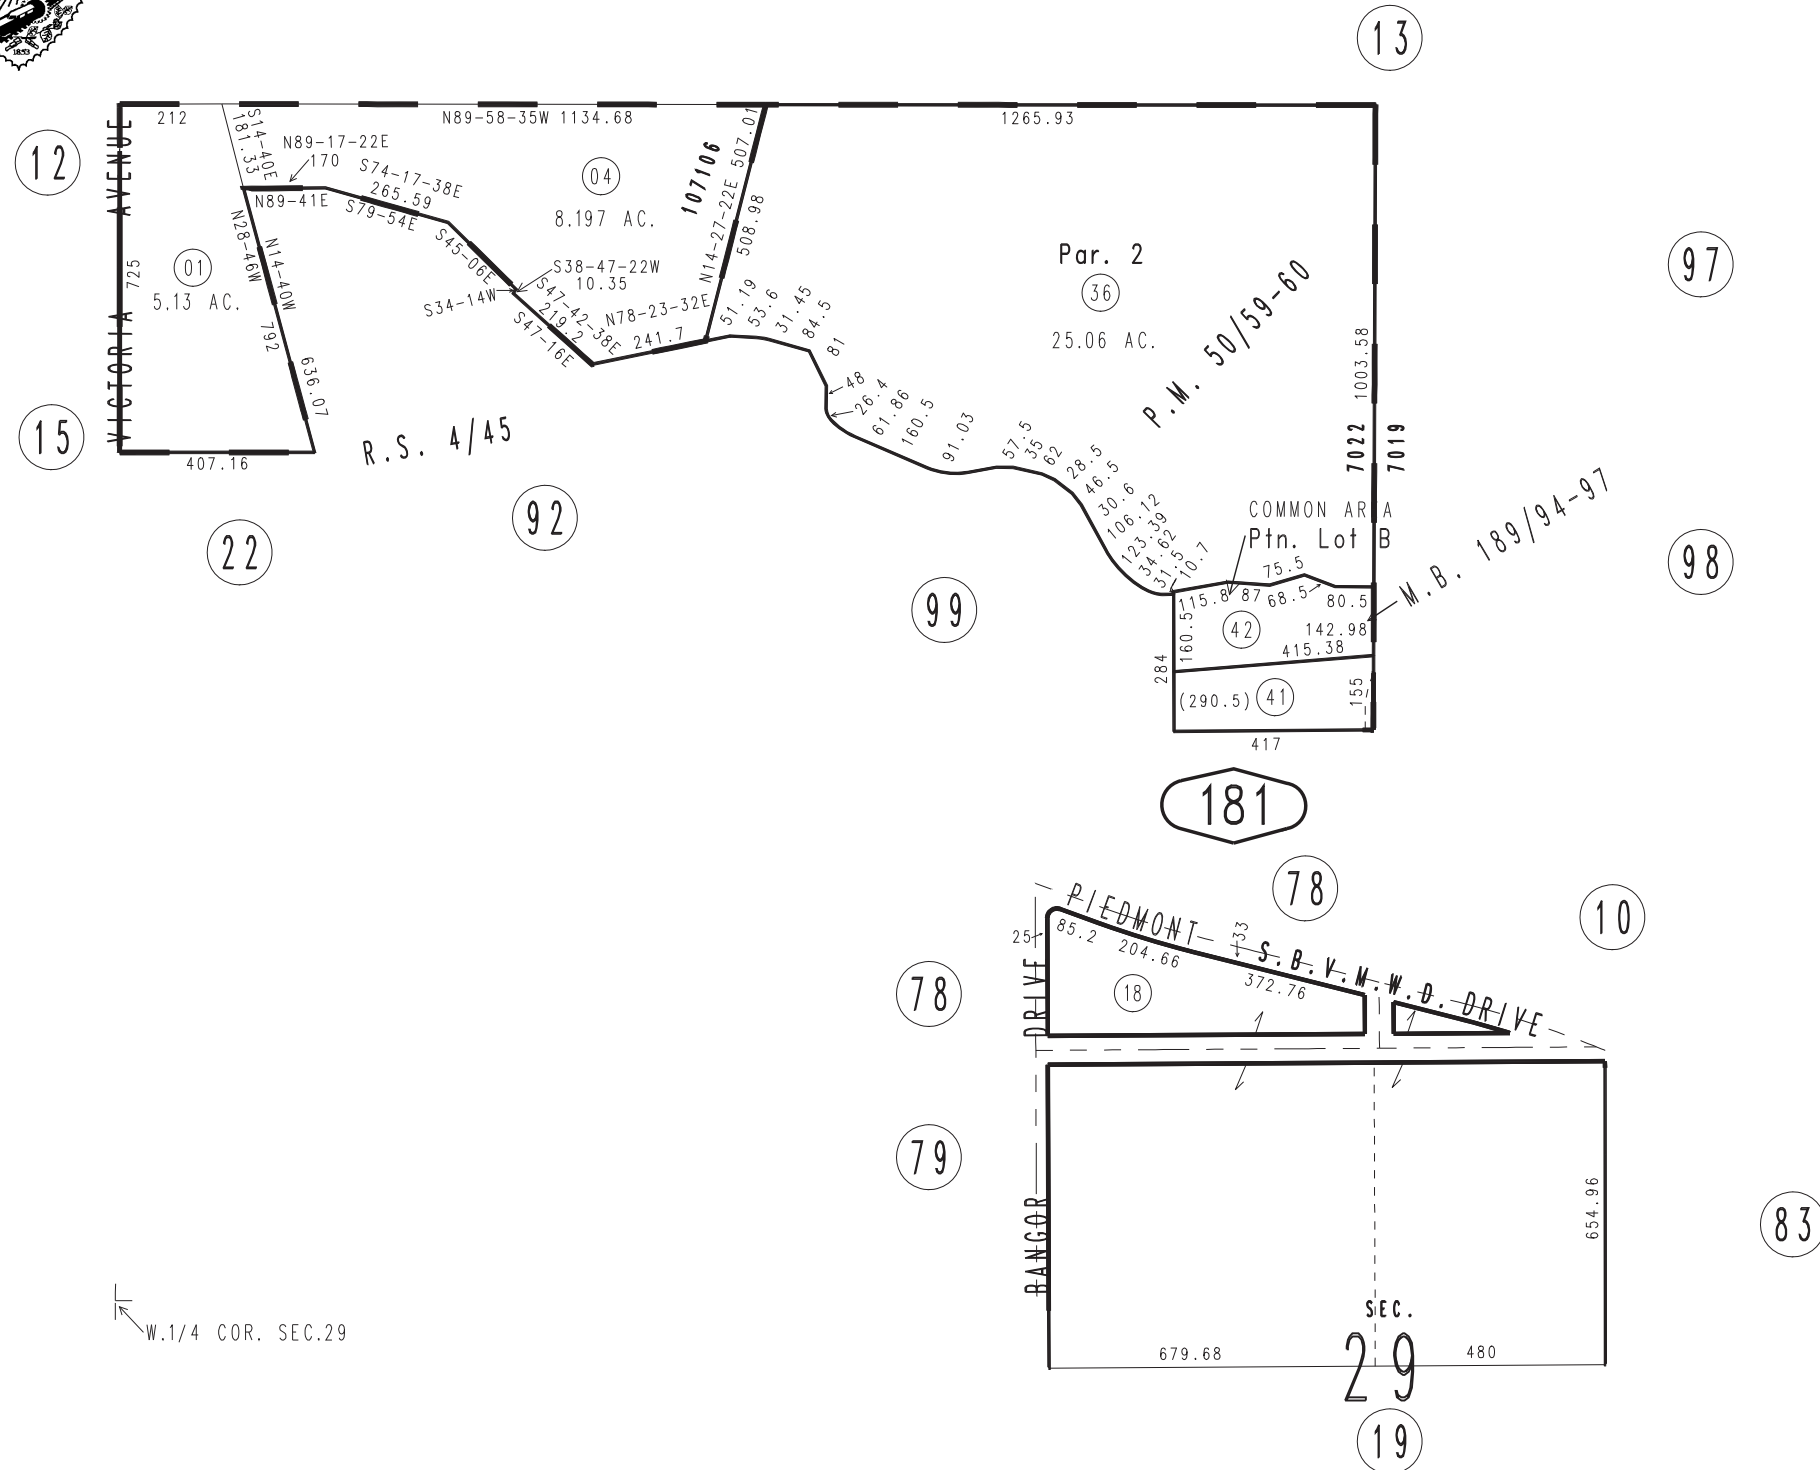 1853
13
12
15
22
92
99
97
98
VICTORIA AVENUE
212
725
01
5.13 AC.
407.16
S14-40E
181.33
N89-17-22E
170
N89-41E
S74-17-38E
265.59
S79-54E
N28-46W
N14-40W
792
636.07
S45-06E
S38-47-22W
10.35
S34-14W
S47-42-38E
219.2
S47-16E
N78-23-32E
241.7
N89-58-35W 1134.68
04
8.197 AC.
107106
N14-27-22E 507.01
508.98
1265.93
Par. 2
36
25.06 AC.
P.M. 50/59-60
1003.58
7022
7019
R.S. 4/45
51.19
53.6
31.45
84.5
81
48
26.4
61.86
160.5
91.03
57.5
35
62
28.5
46.5
30.6
106.12
123.39
34.62
31.5
10.7
COMMON AR A
Ptn. Lot B
M.B. 189/94-97
75.5
115.8
87
68.5
80.5
42
142.98
160.5
415.38
284
(290.5)
41
155
417
181
78
10
PIEDMONT
S.B.V.M.W.D. DRIVE
33
25
85.2
204.66
372.76
18
78
DRIVE
79
BANGOR
654.96
83
SEC.
29
679.68
480
19
W.1/4 COR. SEC.29